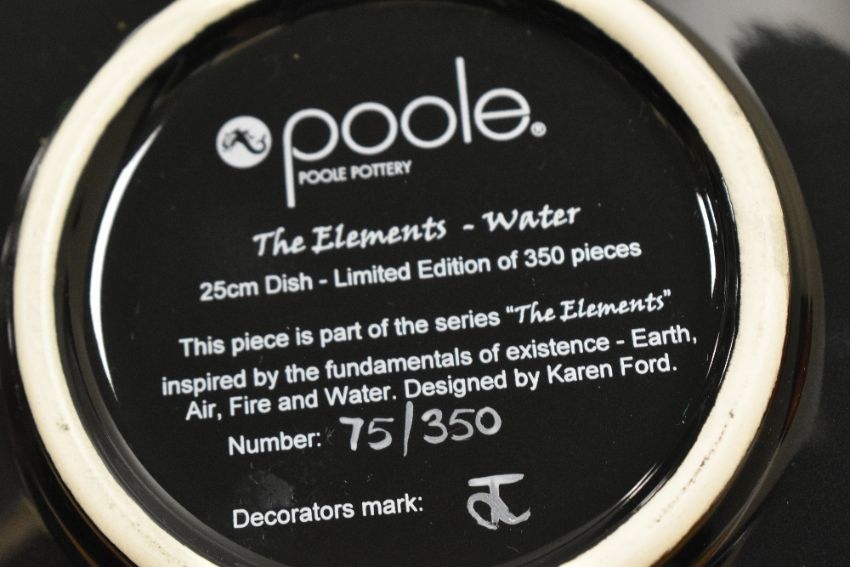 poole®
POOLE POTTERY
The Elements - Water
25cm Dish - Limited Edition of 350 pieces
This piece is part of the series "The Elements"
inspired by the fundamentals of existence - Earth,
Air, Fire and Water. Designed by Karen Ford.
Number: 75/350
Decorators mark: